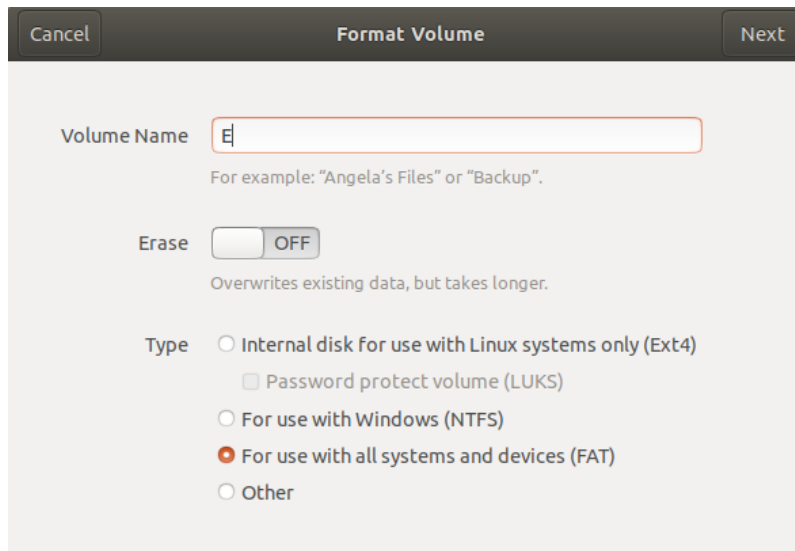 Cancel Format Volume Next
Volume Name E
For example: “Angela’s Files” or “Backup”.
Erase OFF
Overwrites existing data, but takes longer.
Type Internal disk for use with Linux systems only (Ext4)
Password protect volume (LUKS)
For use with Windows (NTFS)
For use with all systems and devices (FAT)
Other